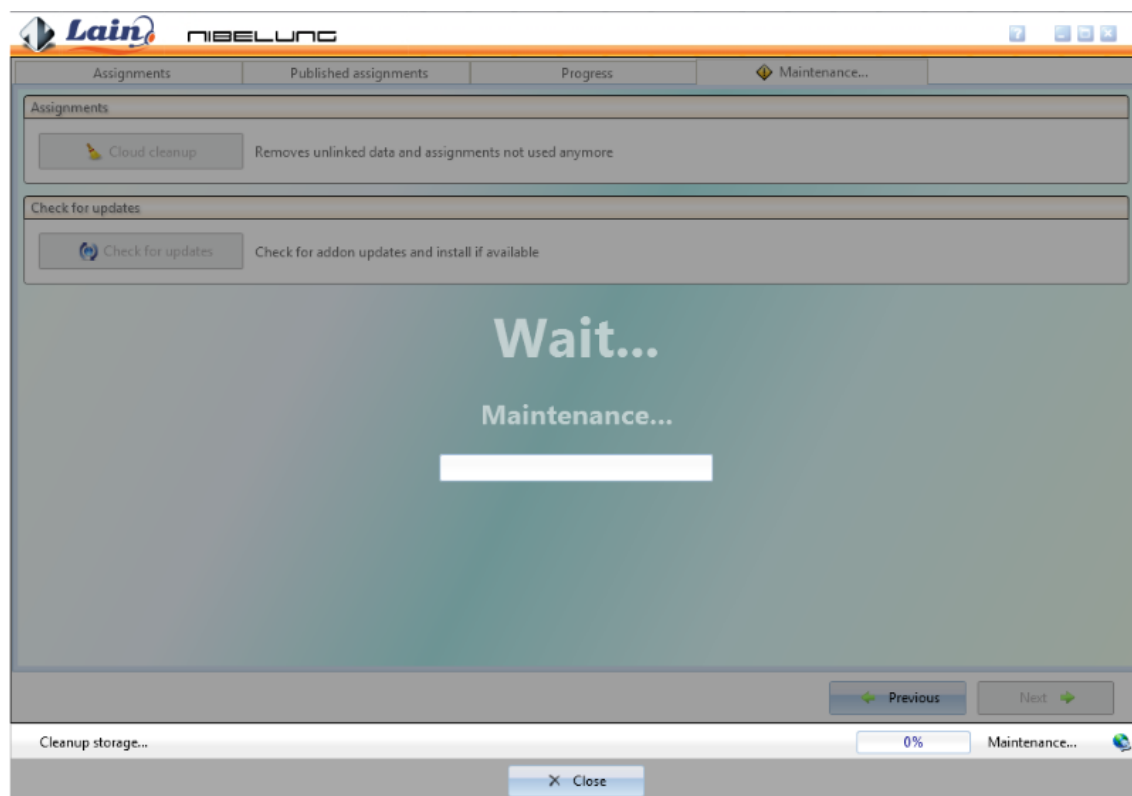 Lain NIBELUNG
Assignments Published assignments Progress Maintenance...
Assignments
Cloud cleanup Removes unlinked data and assignments not used anymore
Check for updates
Check for updates Check for addon updates and install if available
Wait...
Maintenance...
Previous Next
Cleanup storage... 0% Maintenance...
Close